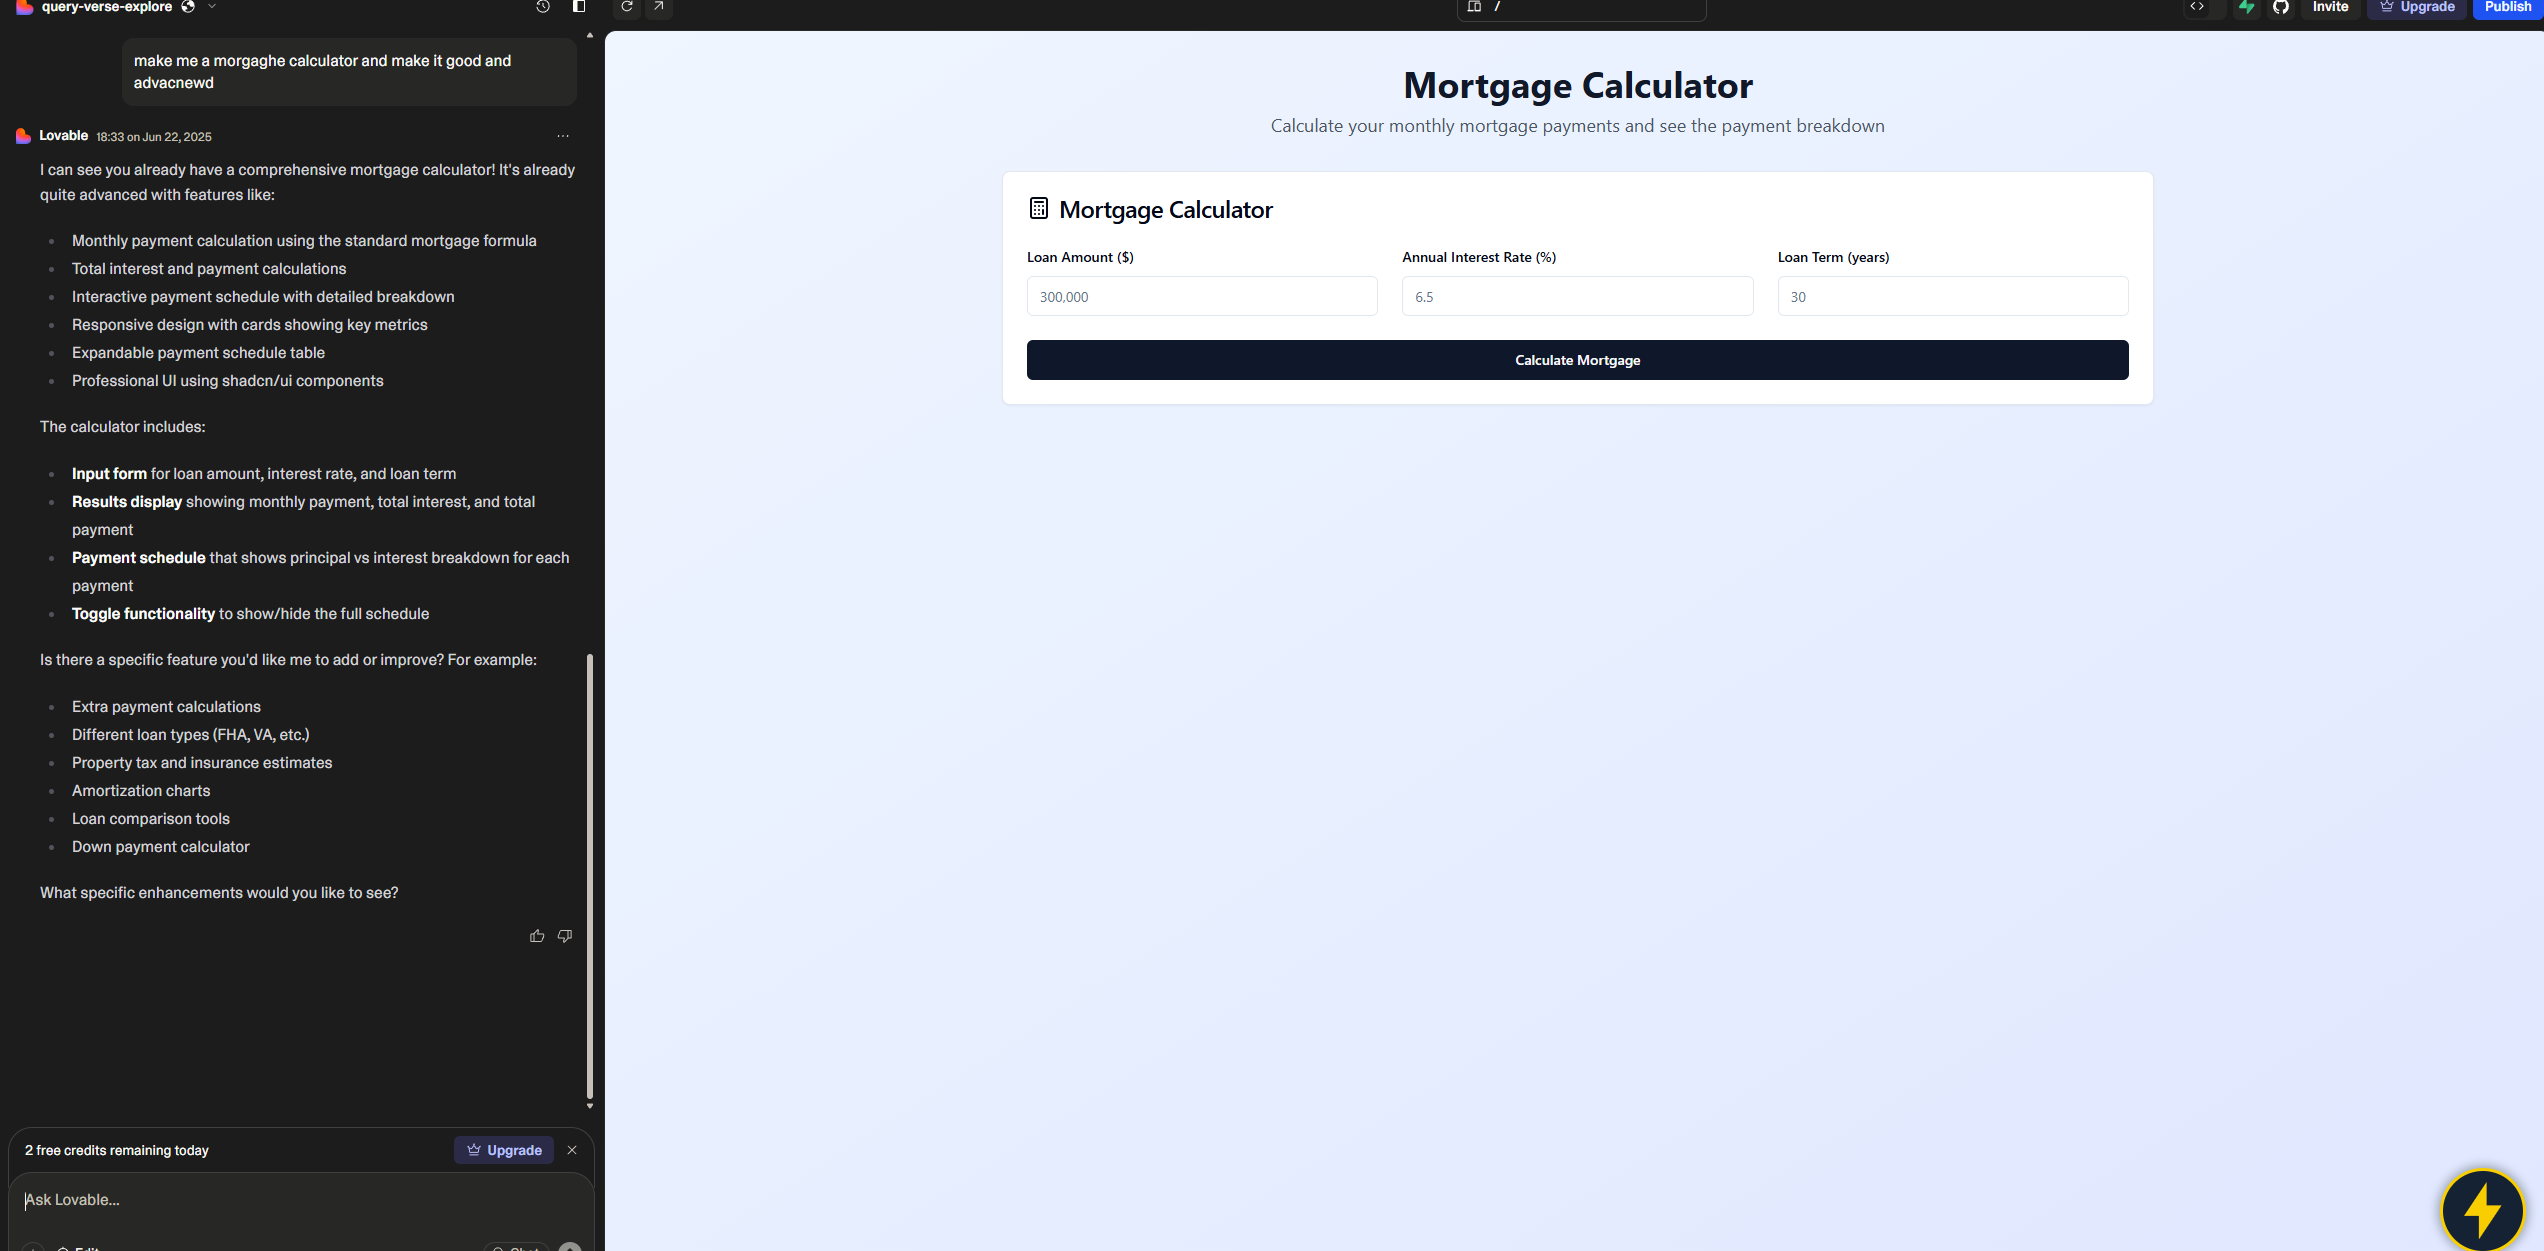 query-verse-explore
make me a morgaghe calculator and make it good and
advacnewd
Lovable 18:33 on Jun 22, 2025
I can see you already have a comprehensive mortgage calculator! It's already
quite advanced with features like:
Monthly payment calculation using the standard mortgage formula
Total interest and payment calculations
Interactive payment schedule with detailed breakdown
Responsive design with cards showing key metrics
Expandable payment schedule table
Professional UI using shadcn/ui components
The calculator includes:
Input form for loan amount, interest rate, and loan term
Results display showing monthly payment, total interest, and total
payment
Payment schedule that shows principal vs interest breakdown for each
payment
Toggle functionality to show/hide the full schedule
Is there a specific feature you'd like me to add or improve? For example:
Extra payment calculations
Different loan types (FHA, VA, etc.)
Property tax and insurance estimates
Amortization charts
Loan comparison tools
Down payment calculator
What specific enhancements would you like to see?
2 free credits remaining today
Upgrade
Ask Lovable...
Edit
Chat
/
Invite
Upgrade
Publish
Mortgage Calculator
Calculate your monthly mortgage payments and see the payment breakdown
Mortgage Calculator
Loan Amount ($)
Annual Interest Rate (%)
Loan Term (years)
300,000
6.5
30
Calculate Mortgage